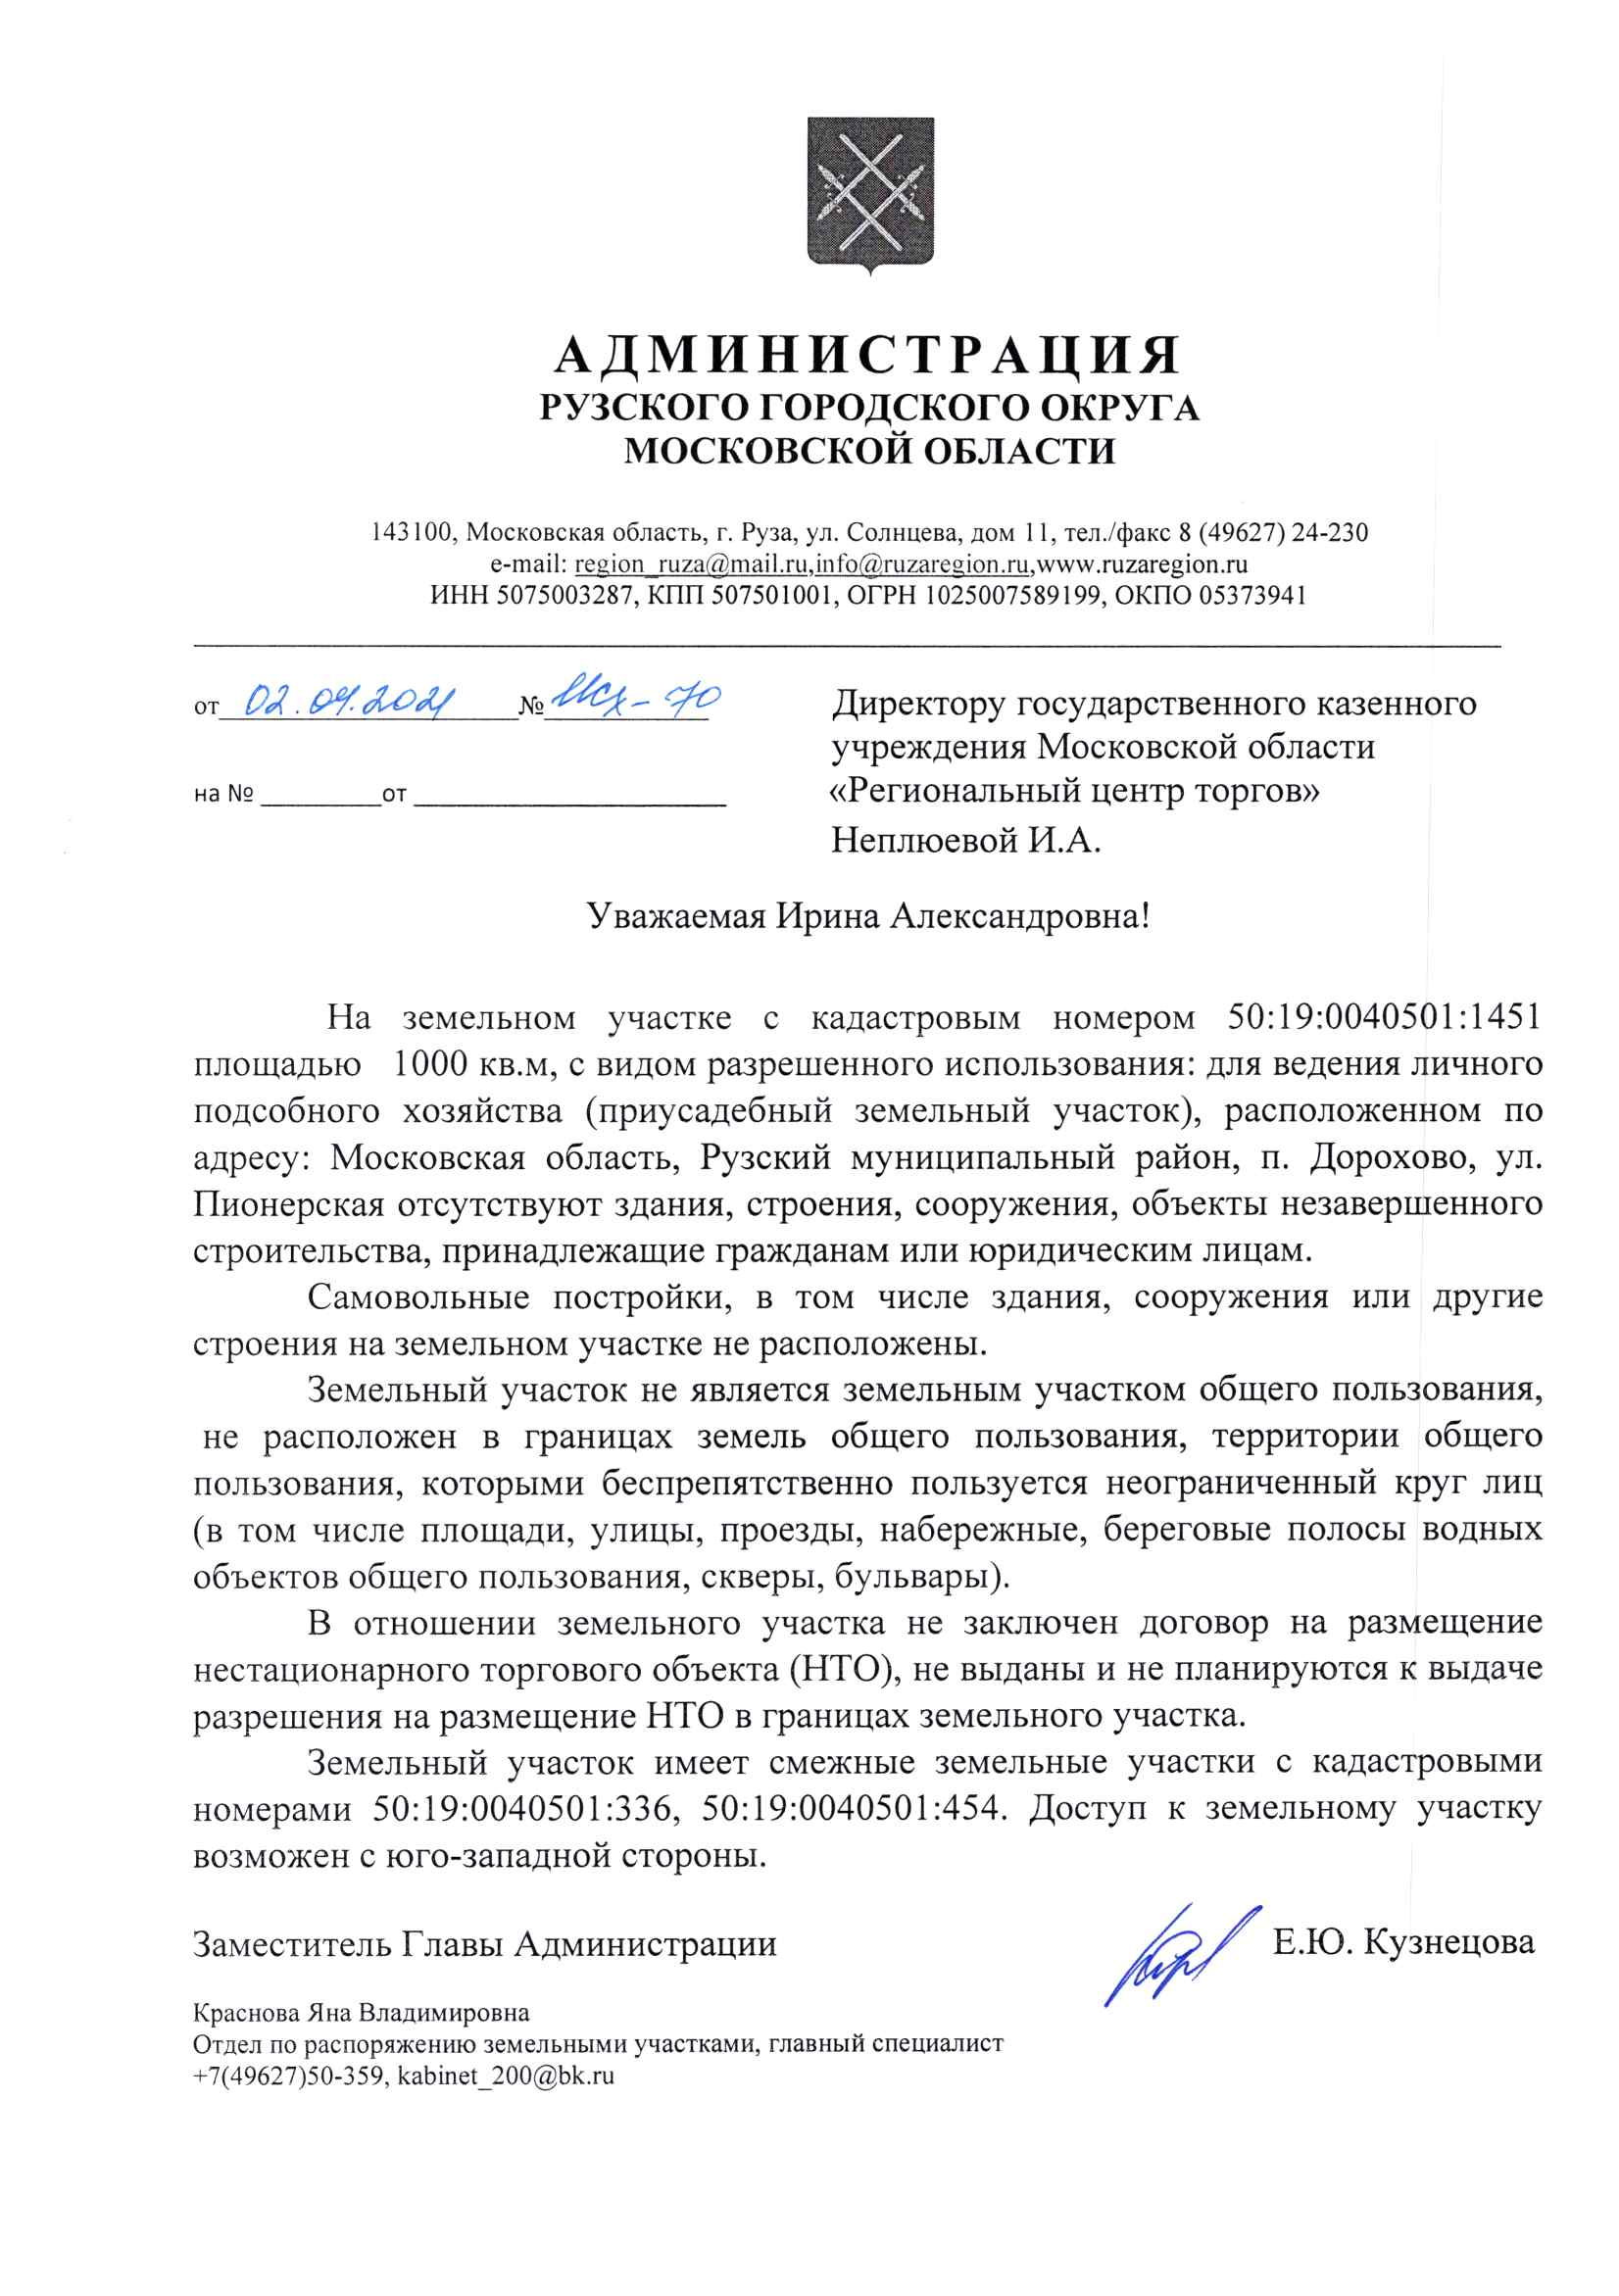 АДМИНИСТРАЦИЯ
РУЗСКОГО ГОРОДСКОГО ОКРУГА
МОСКОВСКОЙ ОБЛАСТИ
143100, Московская область, г. Руза, ул. Солнцева, дом 11, тел./факс 8 (49627) 24-230
e-mail: region_ruza@mail.ru,info@ruzaregion.ru,www.ruzaregion.ru
ИНН 5075003287, КПП 507501001, ОГРН 1025007589199, ОКПО 05373941
от 02.04.2021 № Исх-70
на № ________от ________
Директору государственного казенного
учреждения Московской области
«Региональный центр торгов»
Неплюевой И.А.
Уважаемая Ирина Александровна!
На земельном участке с кадастровым номером 50:19:0040501:1451
площадью 1000 кв.м, с видом разрешенного использования: для ведения личного
подсобного хозяйства (приусадебный земельный участок), расположенном по
адресу: Московская область, Рузский муниципальный район, п. Дорохово, ул.
Пионерская отсутствуют здания, строения, сооружения, объекты незавершенного
строительства, принадлежащие гражданам или юридическим лицам.
Самовольные постройки, в том числе здания, сооружения или другие
строения на земельном участке не расположены.
Земельный участок не является земельным участком общего пользования,
не расположен в границах земель общего пользования, территории общего
пользования, которыми беспрепятственно пользуется неограниченный круг лиц
(в том числе площади, улицы, проезды, набережные, береговые полосы водных
объектов общего пользования, скверы, бульвары).
В отношении земельного участка не заключен договор на размещение
нестационарного торгового объекта (НТО), не выданы и не планируются к выдаче
разрешения на размещение НТО в границах земельного участка.
Земельный участок имеет смежные земельные участки с кадастровыми
номерами 50:19:0040501:336, 50:19:0040501:454. Доступ к земельному участку
возможен с юго-западной стороны.
Заместитель Главы Администрации Е.Ю. Кузнецова
Краснова Яна Владимировна
Отдел по распоряжению земельными участками, главный специалист
+7(49627)50-359, kabinet_200@bk.ru